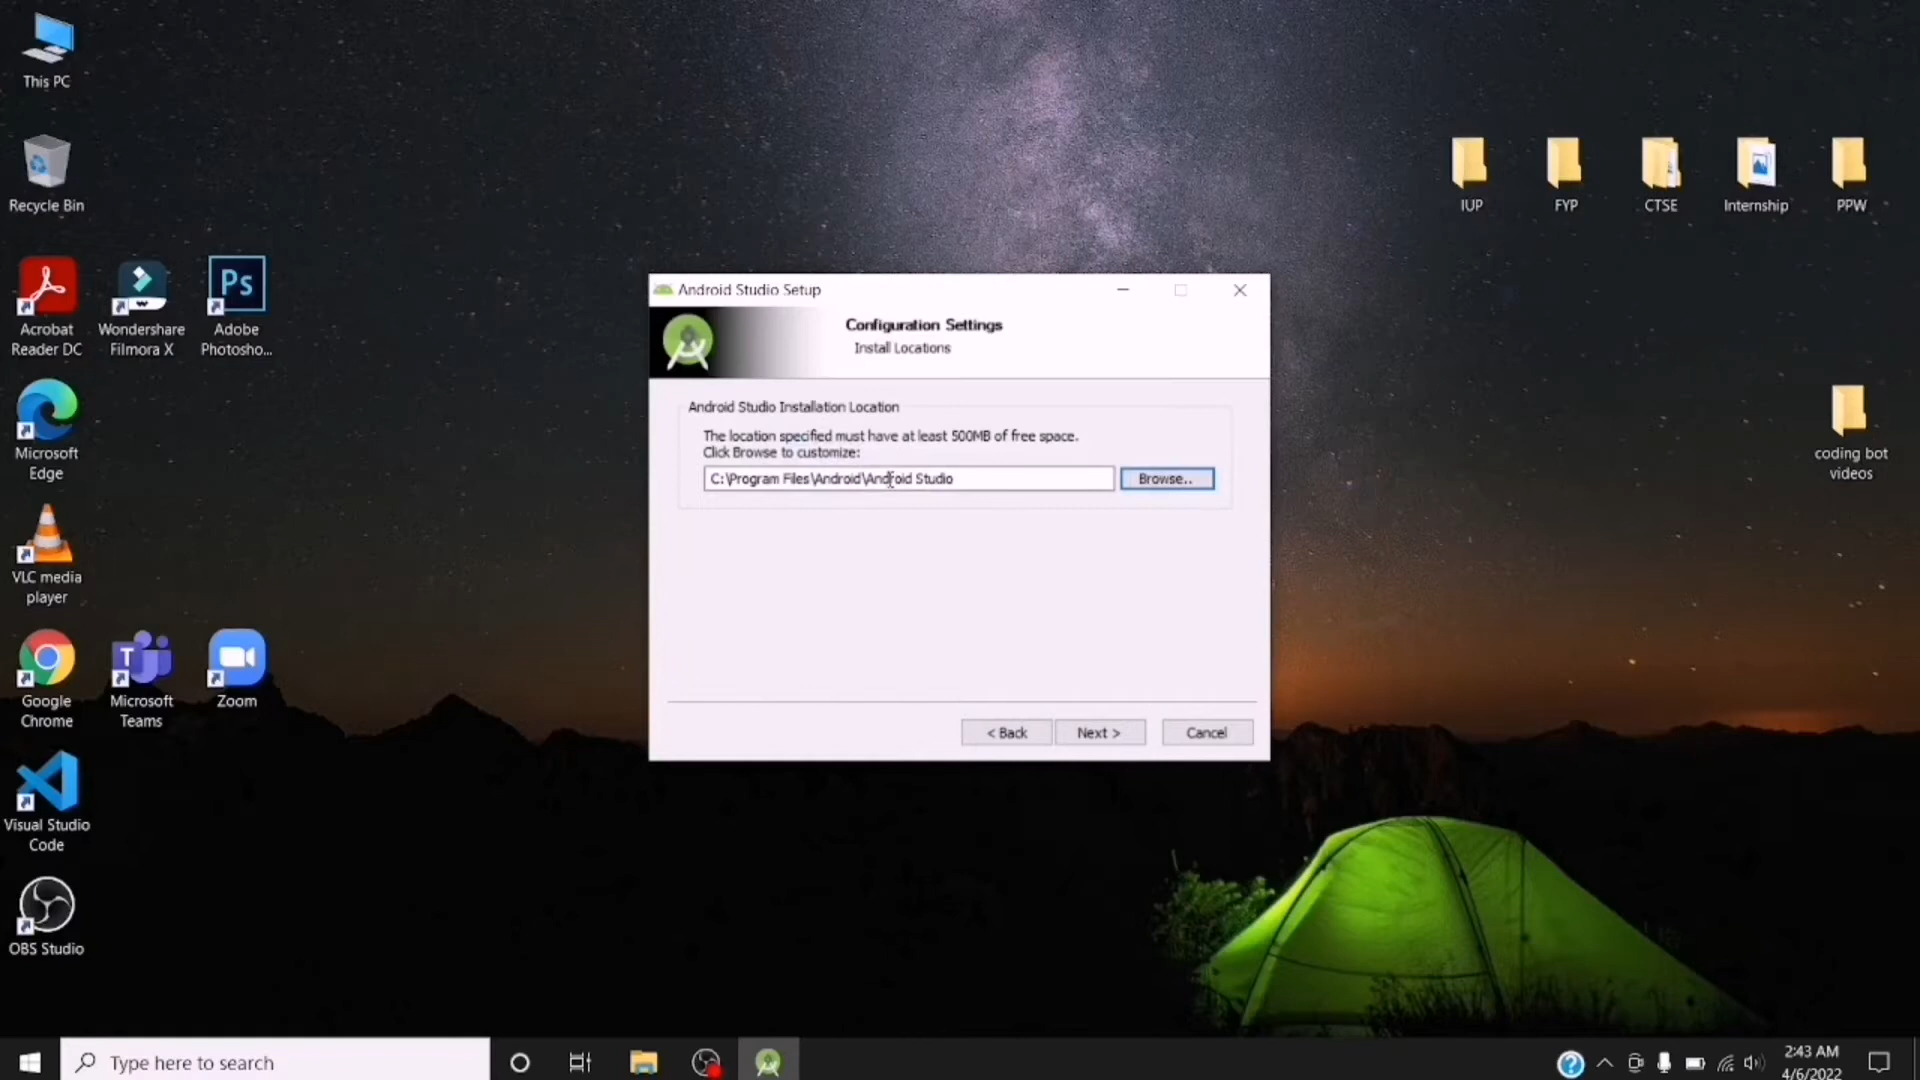 This PC
Recycle Bin
Acrobat
Reader DC
Wondershare
Filmora X
Ps
Adobe
Photosho...
Microsoft
Edge
VLC media
player
Google
Chrome
T
Microsoft
Teams
Zoom
Visual Studio
Code
OBS Studio
IUP
FYP
CTSE
Internship
PPW
coding bot
videos
Android Studio Setup
Configuration Settings
Install Locations
Android Studio Installation Location
The location specified must have at least 500MB of free space.
Click Browse to customize:
C:\Program Files\Android\Android Studio
Browse..
< Back
Next >
Cancel
Type here to search
2:43 AM
4/6/2022